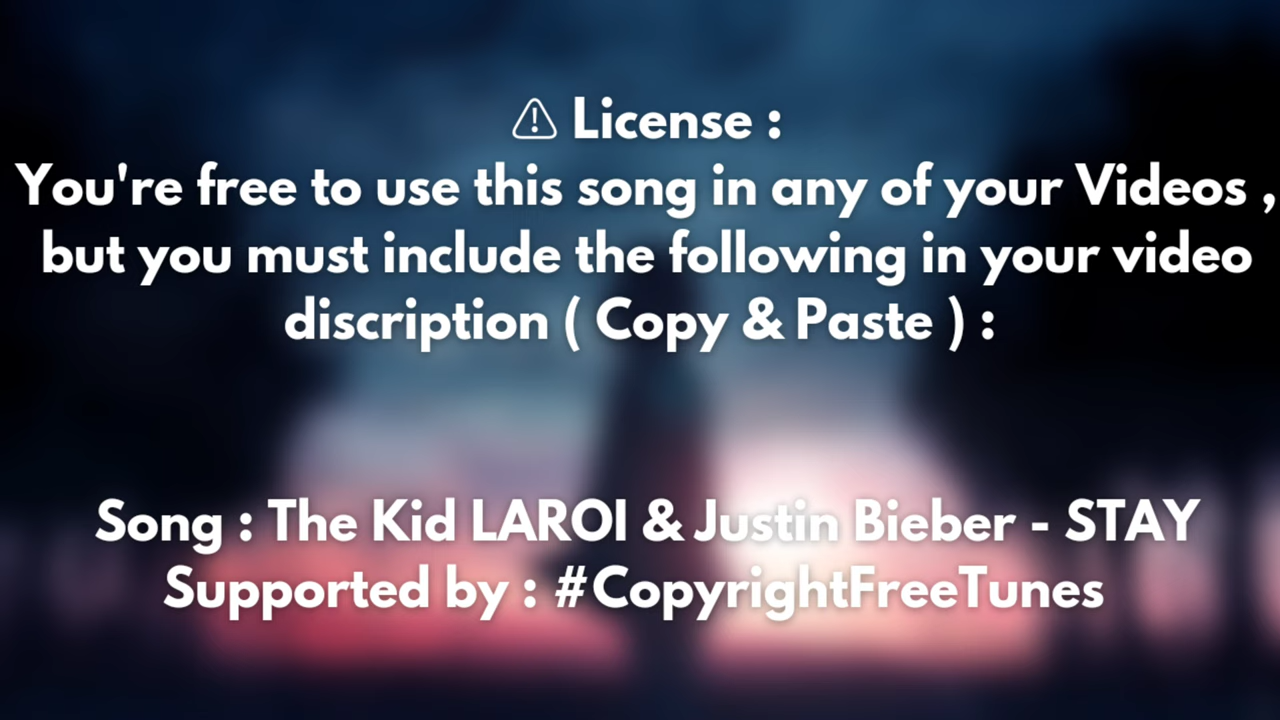 ⚠ License :
You're free to use this song in any of your Videos ,
but you must include the following in your video
discription ( Copy & Paste ) :
Song : The Kid LAROI & Justin Bieber - STAY
Supported by : #CopyrightFreeTunes